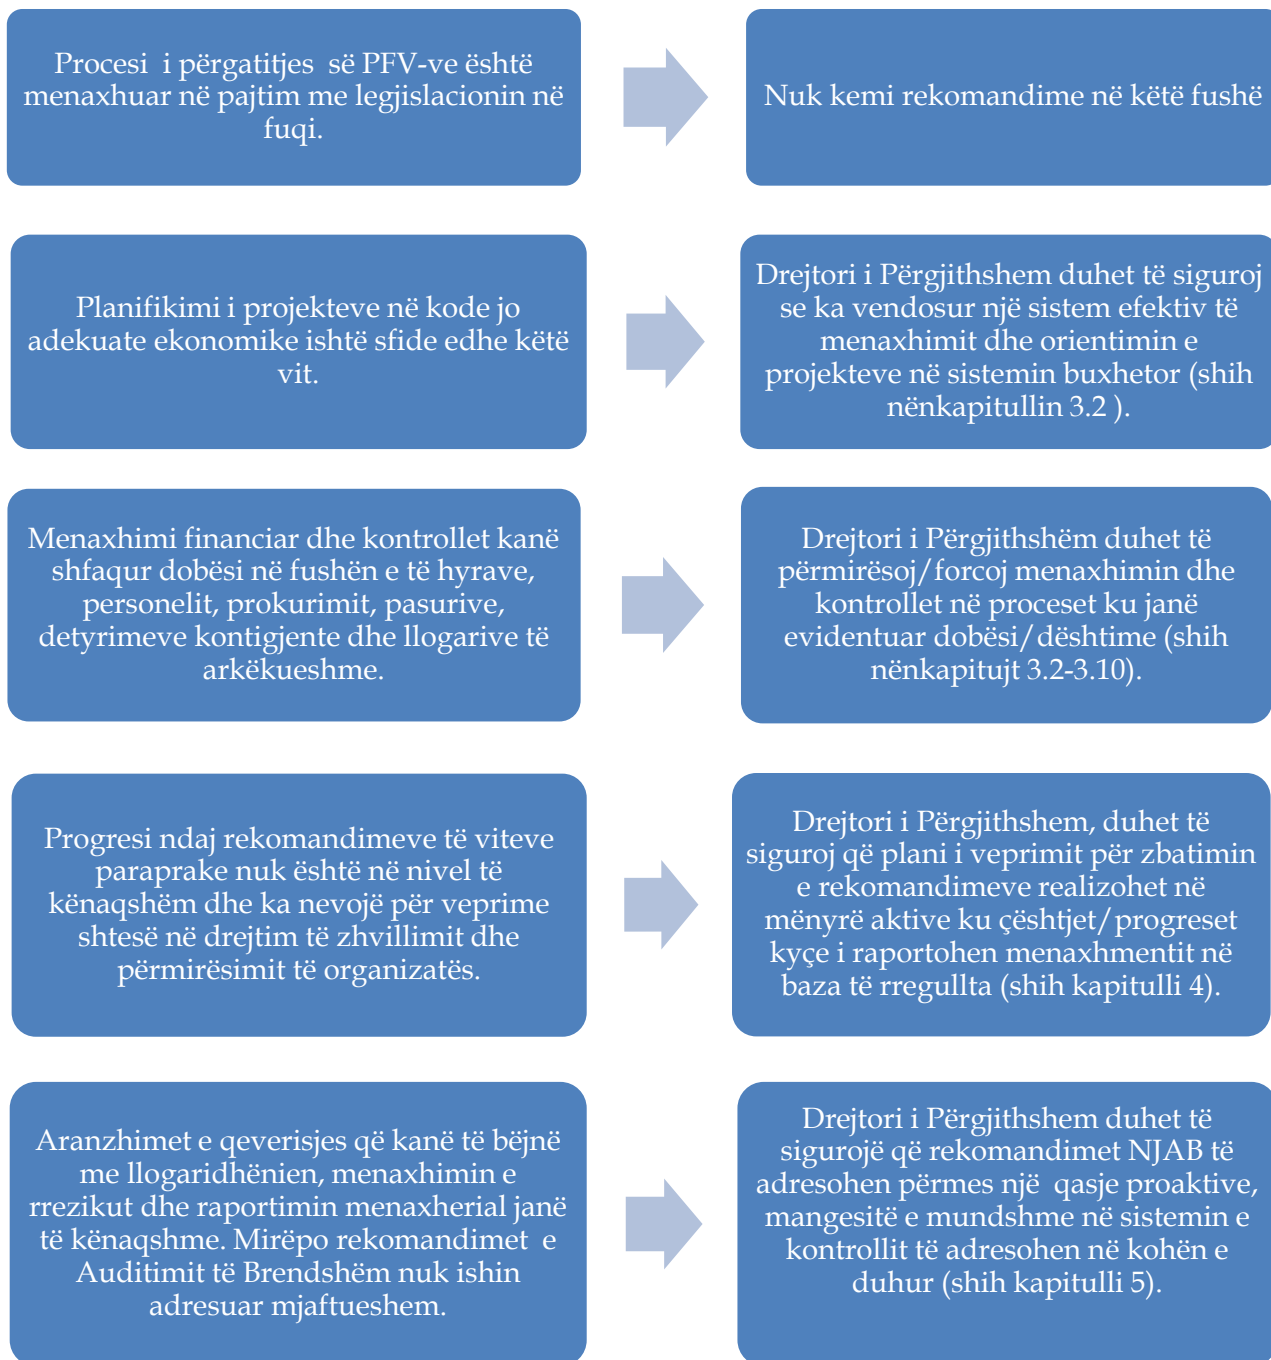 Procesi i përgatitjes së PFV-ve është
menaxhuar në pajtim me legjislacionin në
fuqi.
Nuk kemi rekomandime në këtë fushë
Planifikimi i projekteve në kode jo
adekuate ekonomike ishtë sfide edhe këtë
vit.
Drejtori i Përgjithshem duhet të siguroj
se ka vendosur një sistem efektiv të
menaxhimit dhe orientimin e
projekteve në sistemin buxhetor (shih
nënkapitullin 3.2 ).
Menaxhimi financiar dhe kontrollet kanë
shfaqur dobësi në fushën e të hyrave,
personelit, prokurimit, pasurive,
detyrimeve kontigjente dhe llogarive të
arkëkueshme.
Drejtori i Përgjithshëm duhet të
përmirësoj/forcoj menaxhimin dhe
kontrollet në proceset ku janë
evidentuar dobësi/dështime (shih
nënkapitujt 3.2-3.10).
Progresi ndaj rekomandimeve të viteve
paraprake nuk është në nivel të
kënaqshëm dhe ka nevojë për veprime
shtesë në drejtim të zhvillimit dhe
përmirësimit të organizatës.
Drejtori i Përgjithshem, duhet të
siguroj që plani i veprimit për zbatimin
e rekomandimeve realizohet në
mënyrë aktive ku çështjet/progreset
kyçe i raportohen menaxhmentit në
baza të rregullta (shih kapitulli 4).
Aranzhimet e qeverisjes që kanë të bëjnë
me llogaridhënien, menaxhimin e
rrezikut dhe raportimin menaxherial janë
të kënaqshme. Mirëpo rekomandimet e
Auditimit të Brendshëm nuk ishin
adresuar mjaftueshem.
Drejtori i Përgjithshem duhet të
sigurojë që rekomandimet NJAB të
adresohen përmes një qasje proaktive,
mangesitë e mundshme në sistemin e
kontrollit të adresohen në kohën e
duhur (shih kapitulli 5).